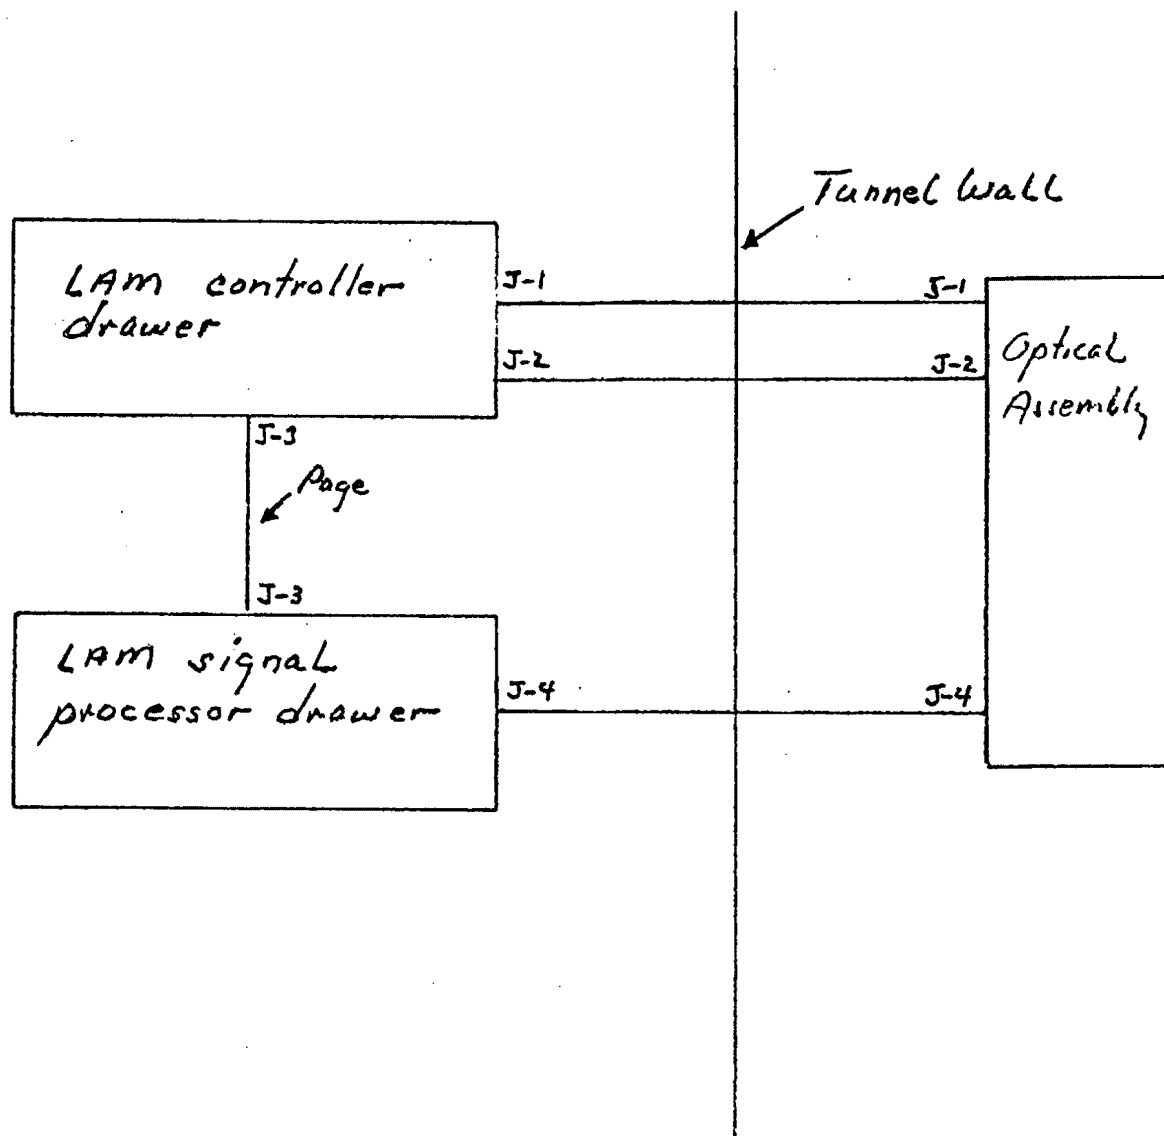 Tunnel Wall
LAM controller
drawer
J-1
J-1
J-2
J-2
Optical
Assembly
J-3
Page
J-3
LAM signal
processor drawer
J-4
J-4